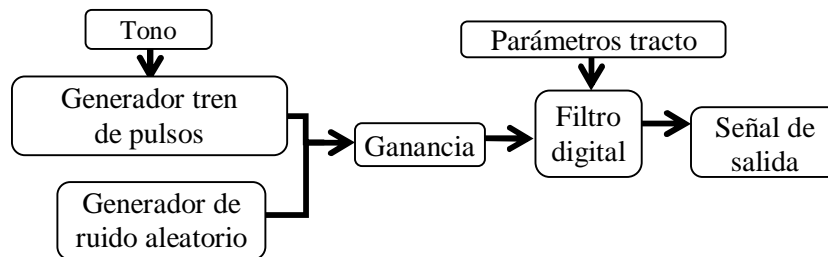 Tono
Parámetros tracto
Generador tren
de pulsos
Ganancia
Filtro
digital
Señal de
salida
Generador de
ruido aleatorio